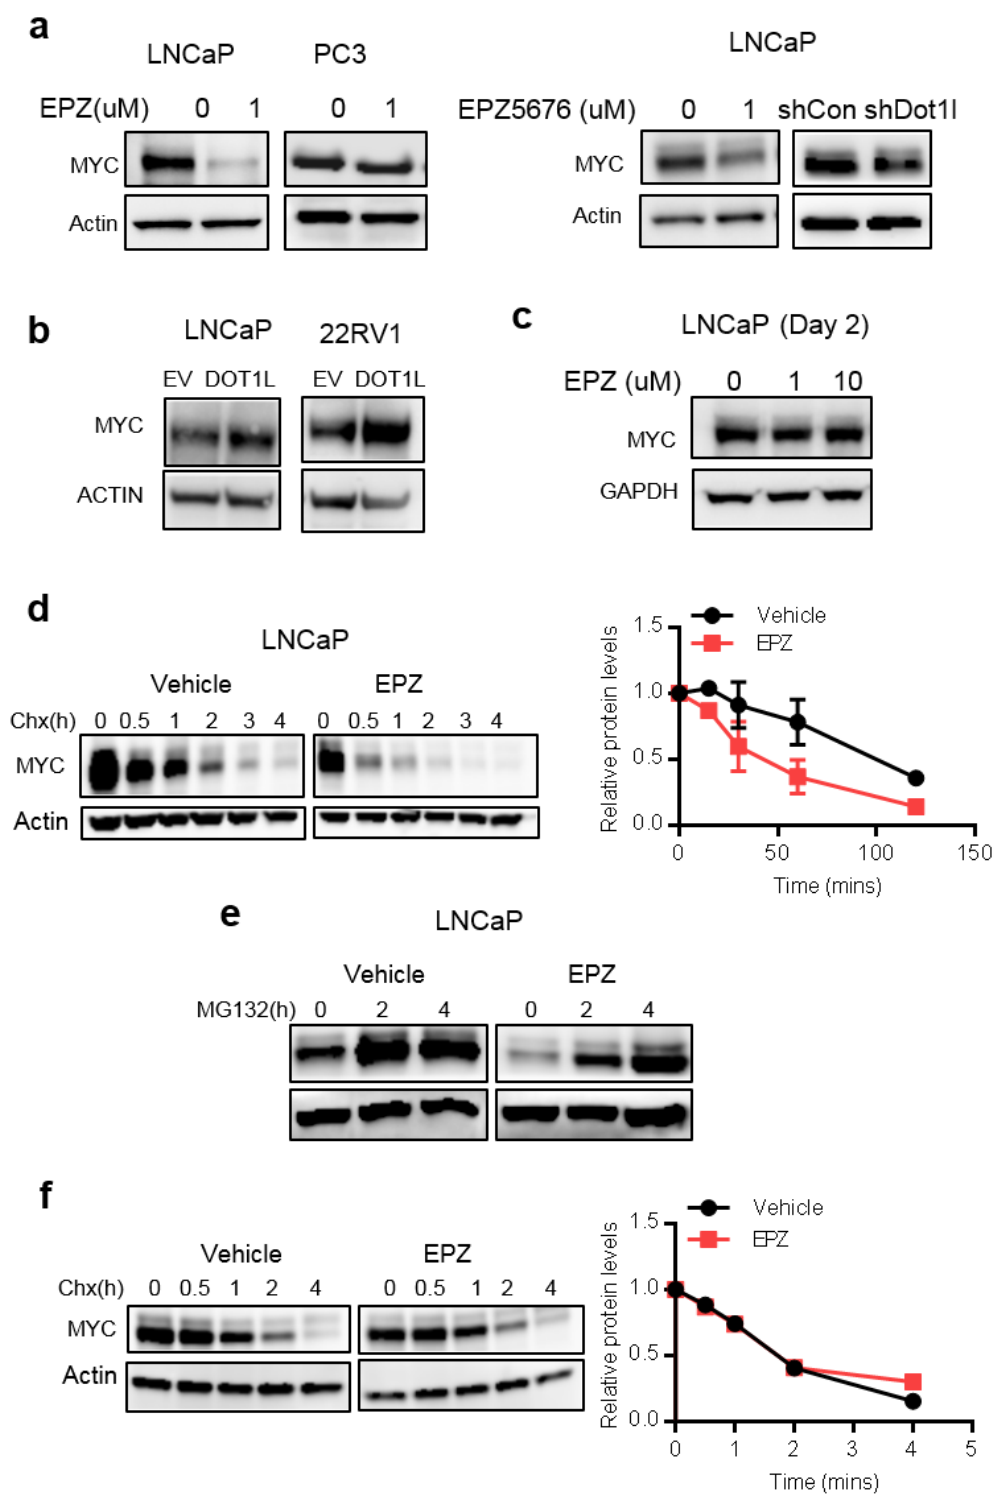 a
LNCaP PC3
EPZ(uM) 0 1 0 1
MYC
Actin
LNCaP
EPZ5676 (uM) 0 1 shCon shDot1l
MYC
Actin
b
LNCaP 22RV1
EV DOT1L EV DOT1L
MYC
ACTIN
c
LNCaP (Day 2)
EPZ (uM) 0 1 10
MYC
GAPDH
d
LNCaP
Vehicle EPZ
Chx(h) 0 0.5 1 2 3 4 0 0.5 1 2 3 4
MYC
Actin
Vehicle
EPZ
Relative protein levels
1.5
1.0
0.5
0.0
0 50 100 150
Time (mins)
e
LNCaP
Vehicle EPZ
MG132(h) 0 2 4 0 2 4
f
Vehicle EPZ
Chx(h) 0 0.5 1 2 4 0 0.5 1 2 4
MYC
Actin
Vehicle
EPZ
Relative protein levels
1.5
1.0
0.5
0.0
0 1 2 3 4 5
Time (mins)